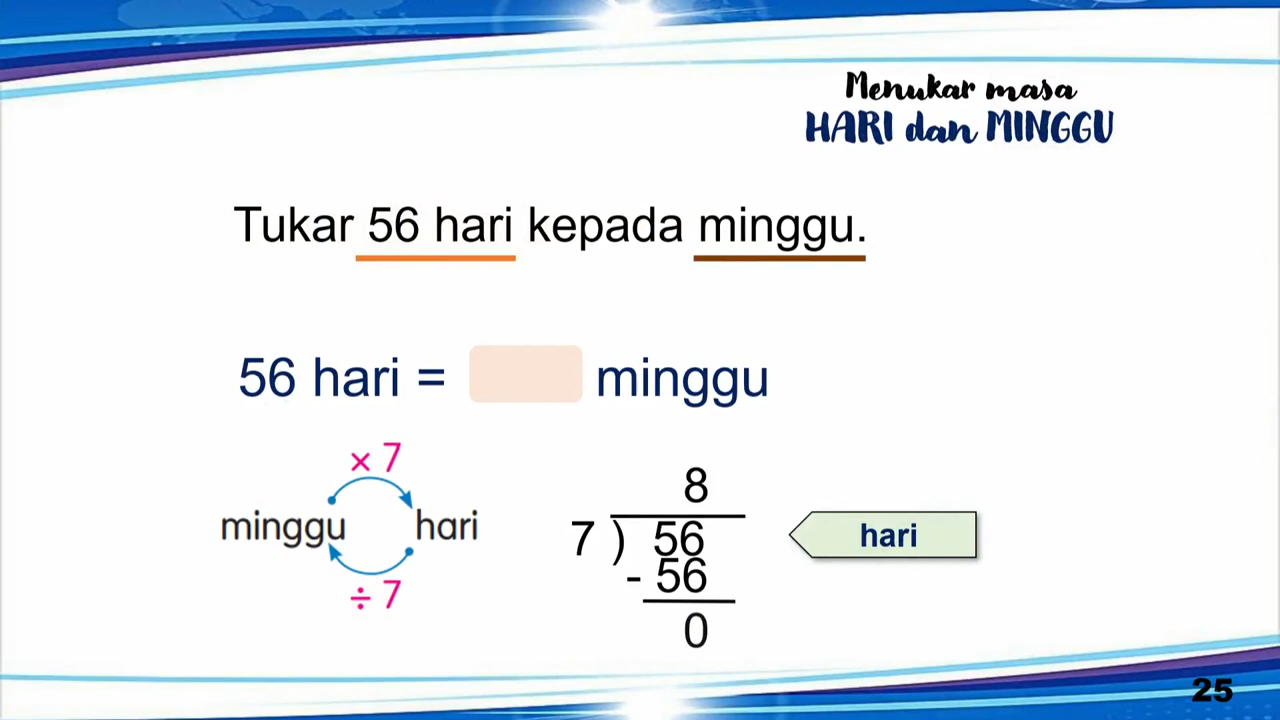 Menukar masa
HARI dan MINGGU
Tukar 56 hari kepada minggu.
56 hari = minggu
× 7
minggu hari
÷ 7
8
7 ) 56
- 56
0
hari
25